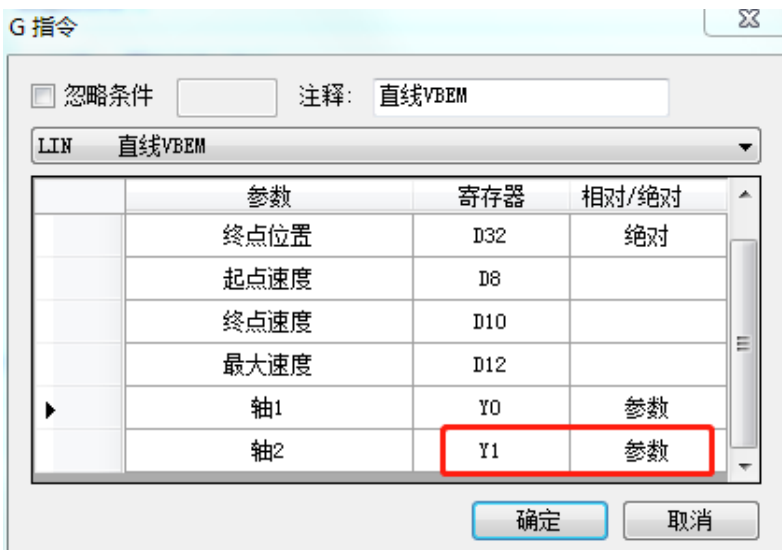 G 指令
忽略条件 注释: 直线VBEM
LIN 直线VBEM
参数 寄存器 相对/绝对
终点位置 D32 绝对
起点速度 D8
终点速度 D10
最大速度 D12
轴1 Y0 参数
轴2 Y1 参数
确定 取消